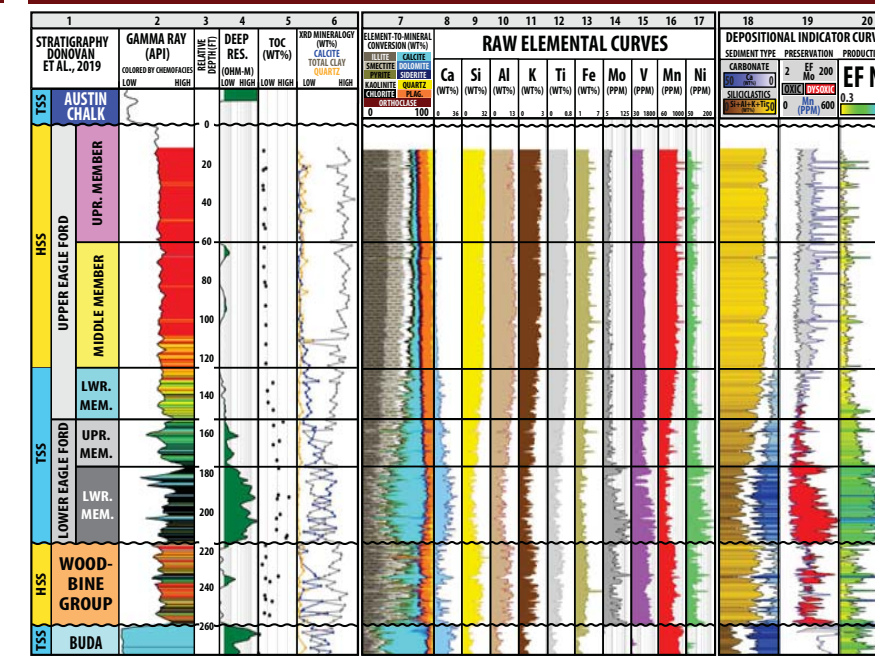 1 2 3 4 5 6 7 8 9 10 11 12 13 14 15 16 17 18 19 20
STRATIGRAPHY
DONOVAN
ET AL., 2019
GAMMA RAY
(API)
COLORED BY CHEMOFACIES
LOW HIGH
RELATIVE
DEPTH (FT)
DEEP
RES.
(OHM-M)
LOW HIGH
TOC
(WT%)
LOW HIGH
XRD MINERALOGY
(WT%)
CALCITE
TOTAL CLAY
QUARTZ
LOW HIGH
ELEMENT-TO-MINERAL
CONVERSION (WT%)
ILLITE CALCITE
SMECTITE DOLOMITE
PYRITE SIDERITE
KAOLINITE QUARTZ
CHLORITE PLAG.
ORTHOCLASE
0 100
RAW ELEMENTAL CURVES
Ca Si Al K Ti Fe Mo V Mn Ni
(WT%) (WT%) (WT%) (WT%) (WT%) (WT%) (PPM) (PPM) (PPM) (PPM)
0 36 0 32 0 13 0 3 0 0.8 1 7 5 125 30 1800 60 1000 50 200
DEPOSITIONAL INDICATOR CURV
SEDIMENT TYPE PRESERVATION PRODUCTI
CARBONATE
50 Ca 0
(WT%)
SILICICLASTICS
Si+Al+K+Ti 50
(WT%)
2 EF 200
Mo
OXIC DYSOXIC
0 Mn 600
(PPM)
EF N
0.3
TSS
AUSTIN
CHALK
0
HSS
UPPER EAGLE FORD
UPR. MEMBER
20
40
60
MIDDLE MEMBER
80
100
120
TSS
LWR.
MEM.
140
LOWER EAGLE FORD
UPR.
MEM.
160
180
LWR.
MEM.
200
220
HSS
WOOD-
BINE
GROUP
240
260
TSS
BUDA